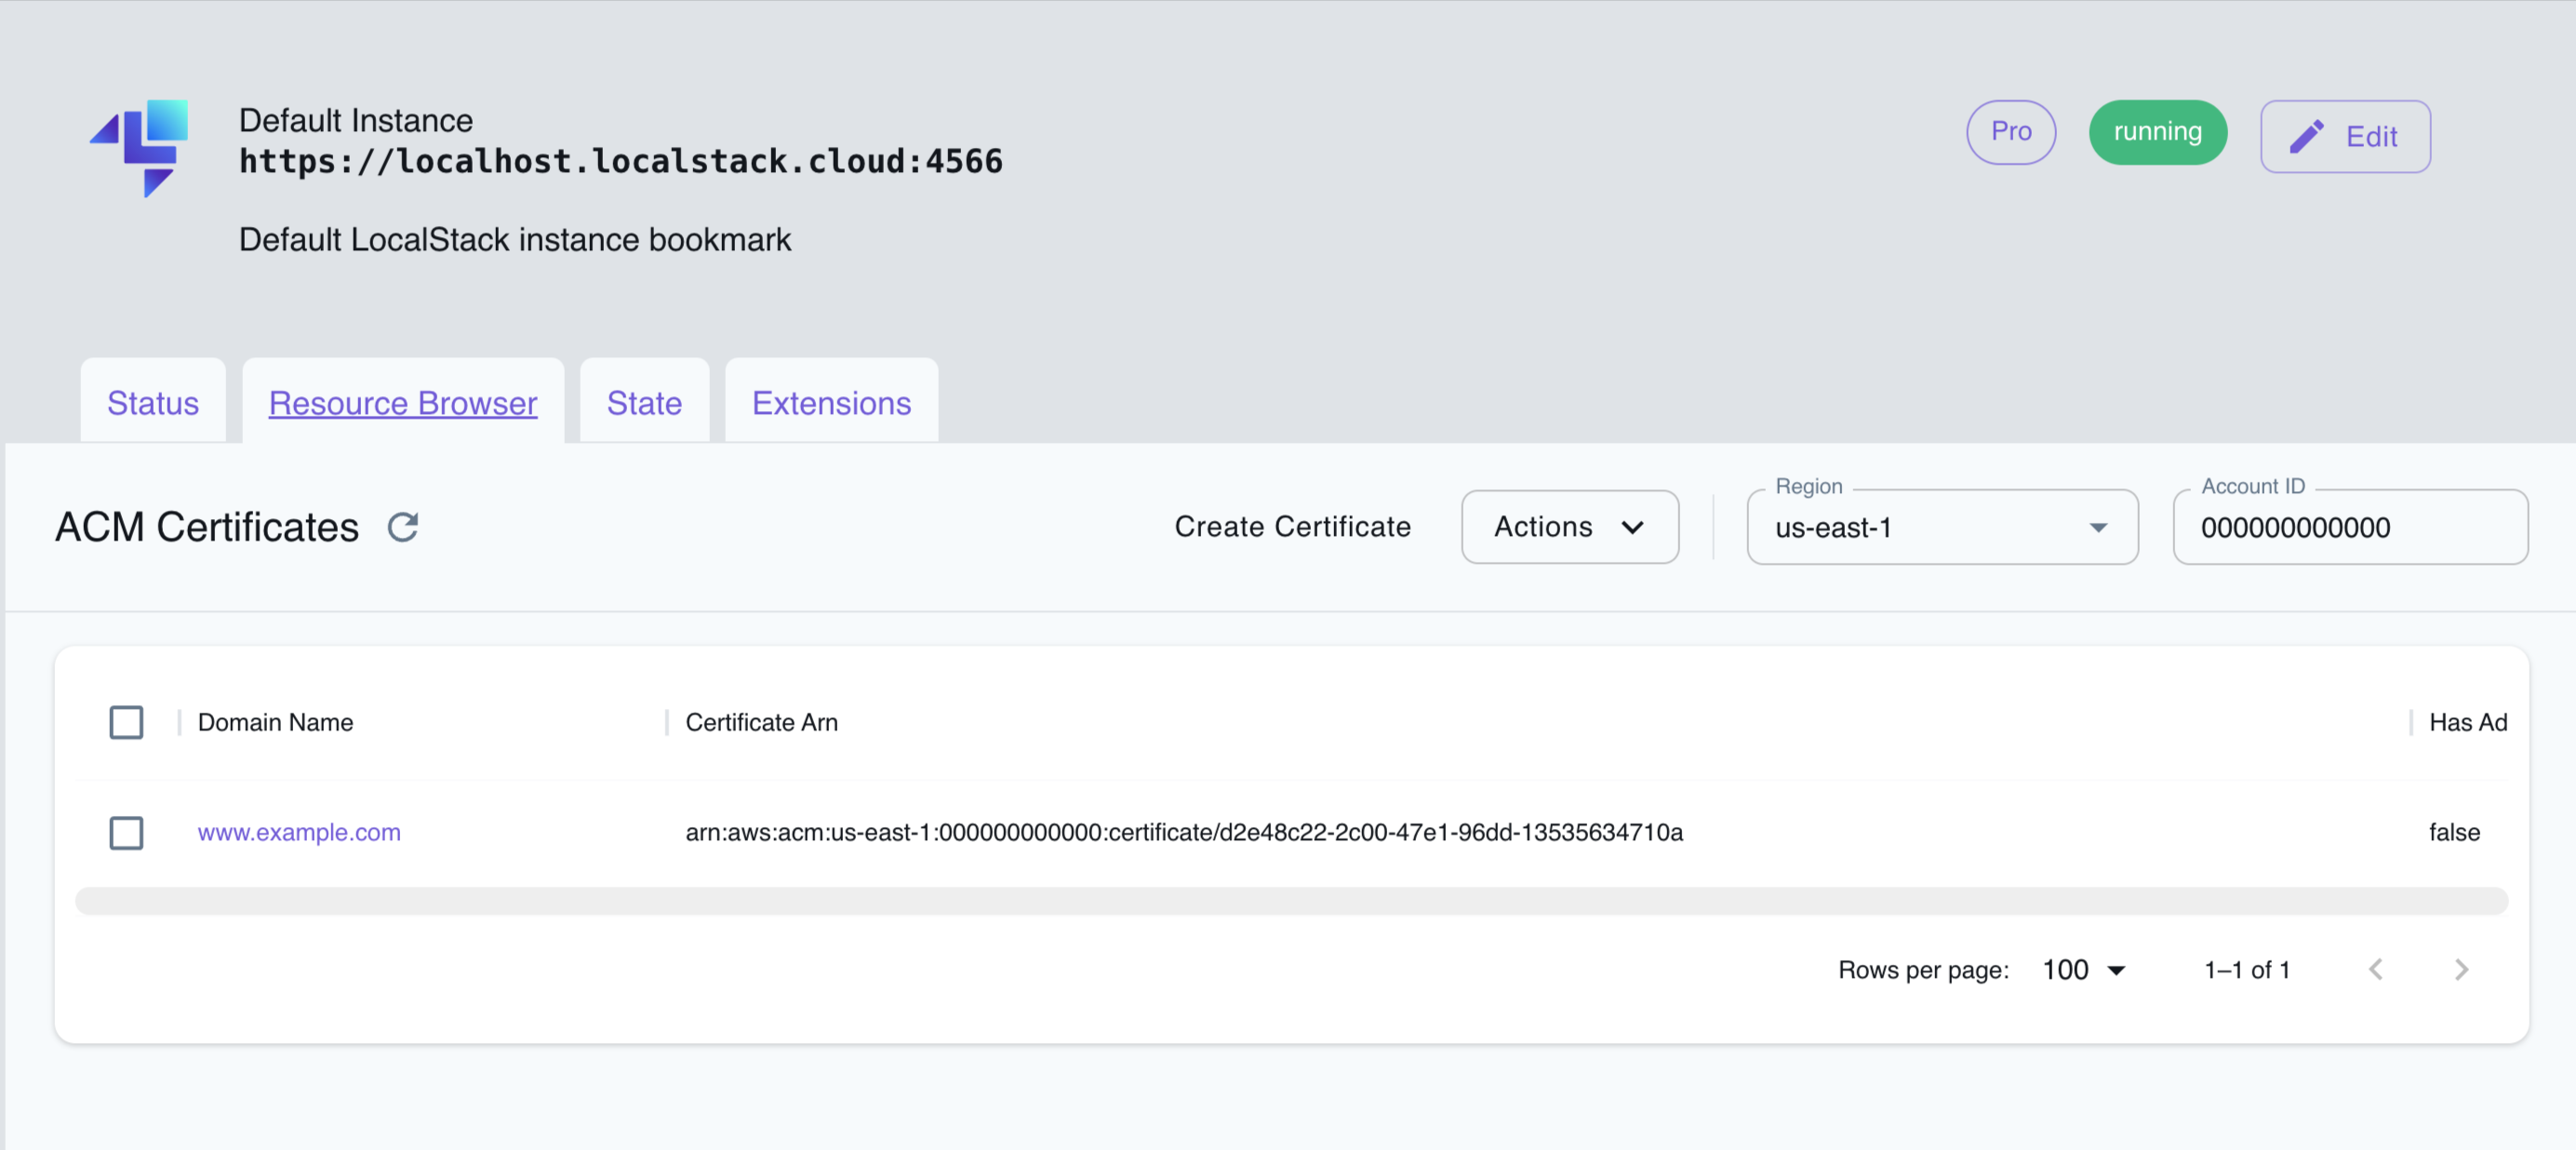 Default Instance
https://localhost.localstack.cloud:4566
Default LocalStack instance bookmark
Pro
running
Edit
Status
Resource Browser
State
Extensions
ACM Certificates
Create Certificate
Actions
Region
us-east-1
Account ID
000000000000
Domain Name
Certificate Arn
Has Ad
www.example.com
arn:aws:acm:us-east-1:000000000000:certificate/d2e48c22-2c00-47e1-96dd-13535634710a
false
Rows per page:
100
1–1 of 1